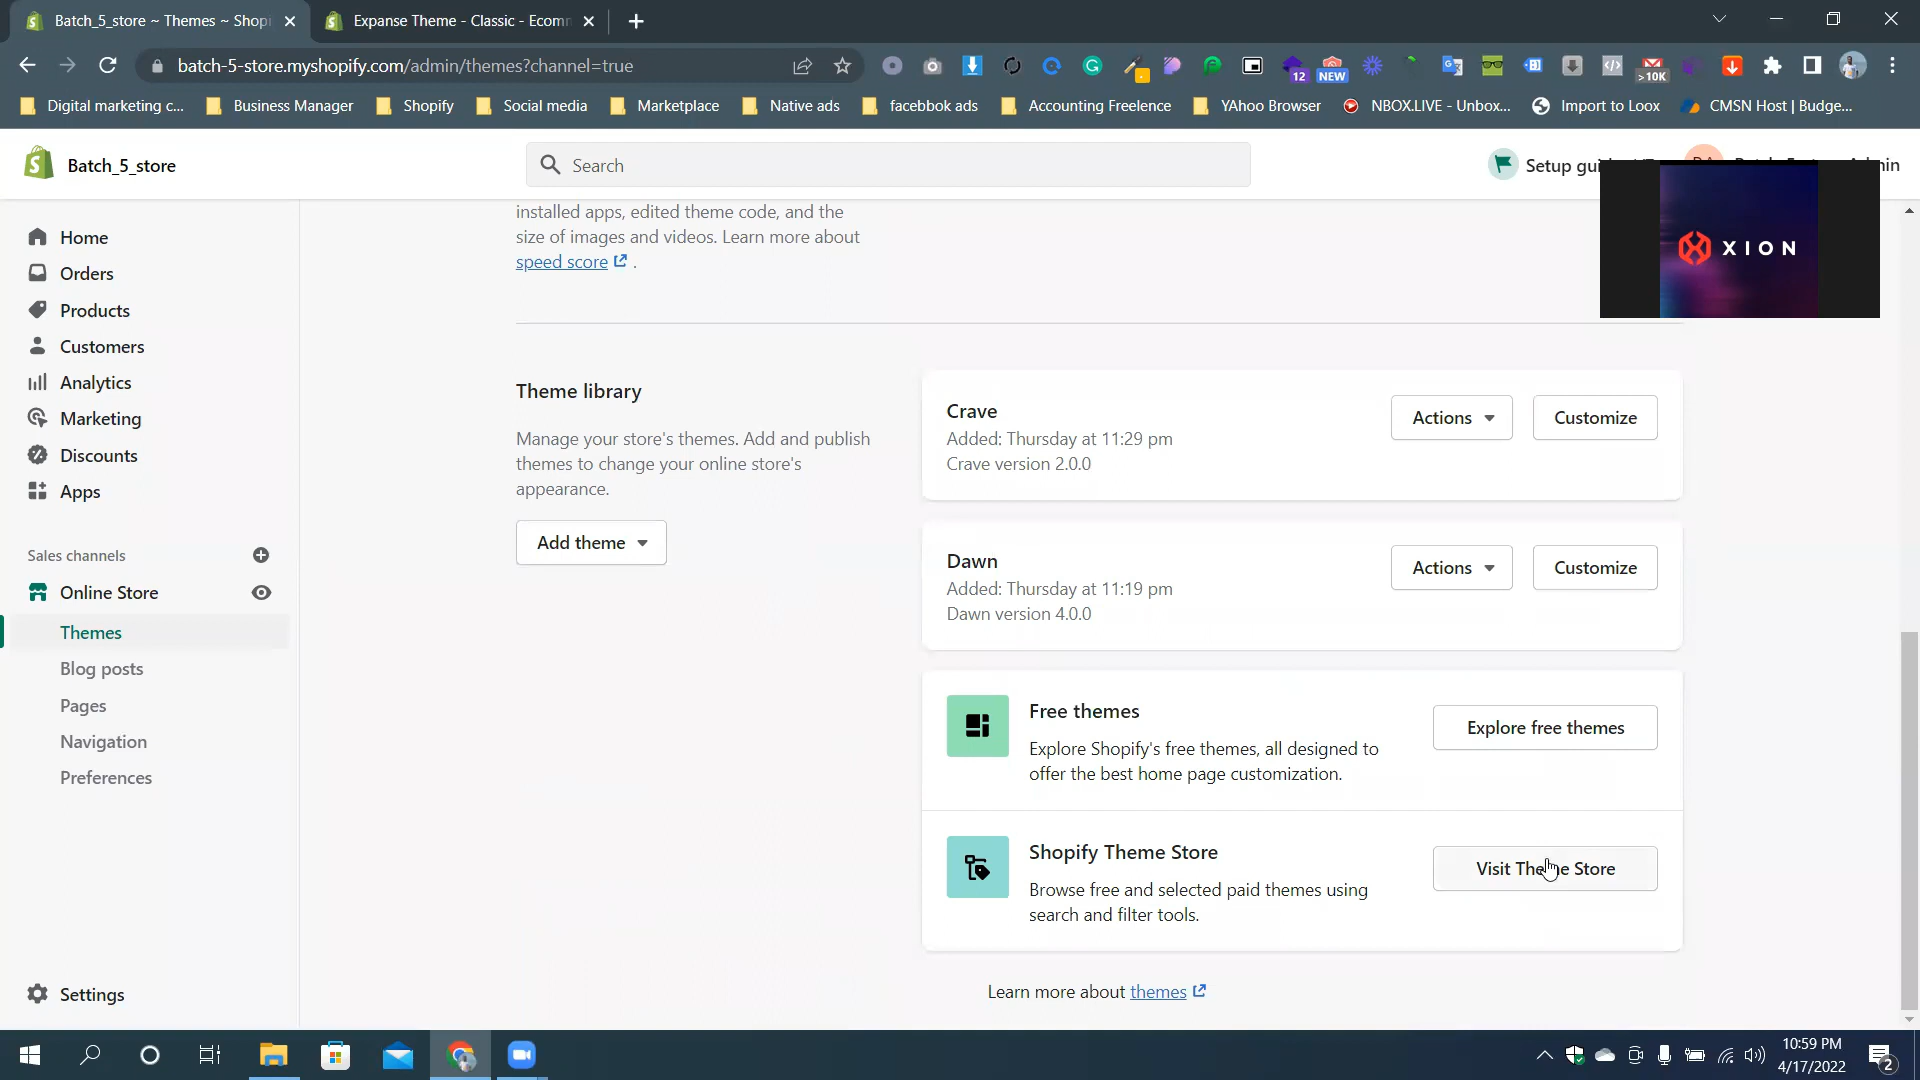 Batch_5_store ~ Themes ~ Shopi
Expanse Theme - Classic - Ecom
batch-5-store.myshopify.com/admin/themes?channel=true
12
NEW
>10K
Digital marketing c...
Business Manager
Shopify
Social media
Marketplace
Native ads
facebbok ads
Accounting Freelence
YAhoo Browser
NBOX.LIVE - Unbox...
Import to Loox
CMSN Host | Budge...
Batch_5_store
Search
Setup
XION
Home
Orders
Products
Customers
Analytics
Marketing
Discounts
Apps
Sales channels
Online Store
Themes
Blog posts
Pages
Navigation
Preferences
Settings
installed apps, edited theme code, and the
size of images and videos. Learn more about
speed score .
Theme library
Manage your store's themes. Add and publish
themes to change your online store's
appearance.
Add theme
Crave
Added: Thursday at 11:29 pm
Crave version 2.0.0
Actions
Customize
Dawn
Added: Thursday at 11:19 pm
Dawn version 4.0.0
Actions
Customize
Free themes
Explore Shopify's free themes, all designed to
offer the best home page customization.
Explore free themes
Shopify Theme Store
Browse free and selected paid themes using
search and filter tools.
Visit Theme Store
Learn more about themes
10:59 PM
4/17/2022
2